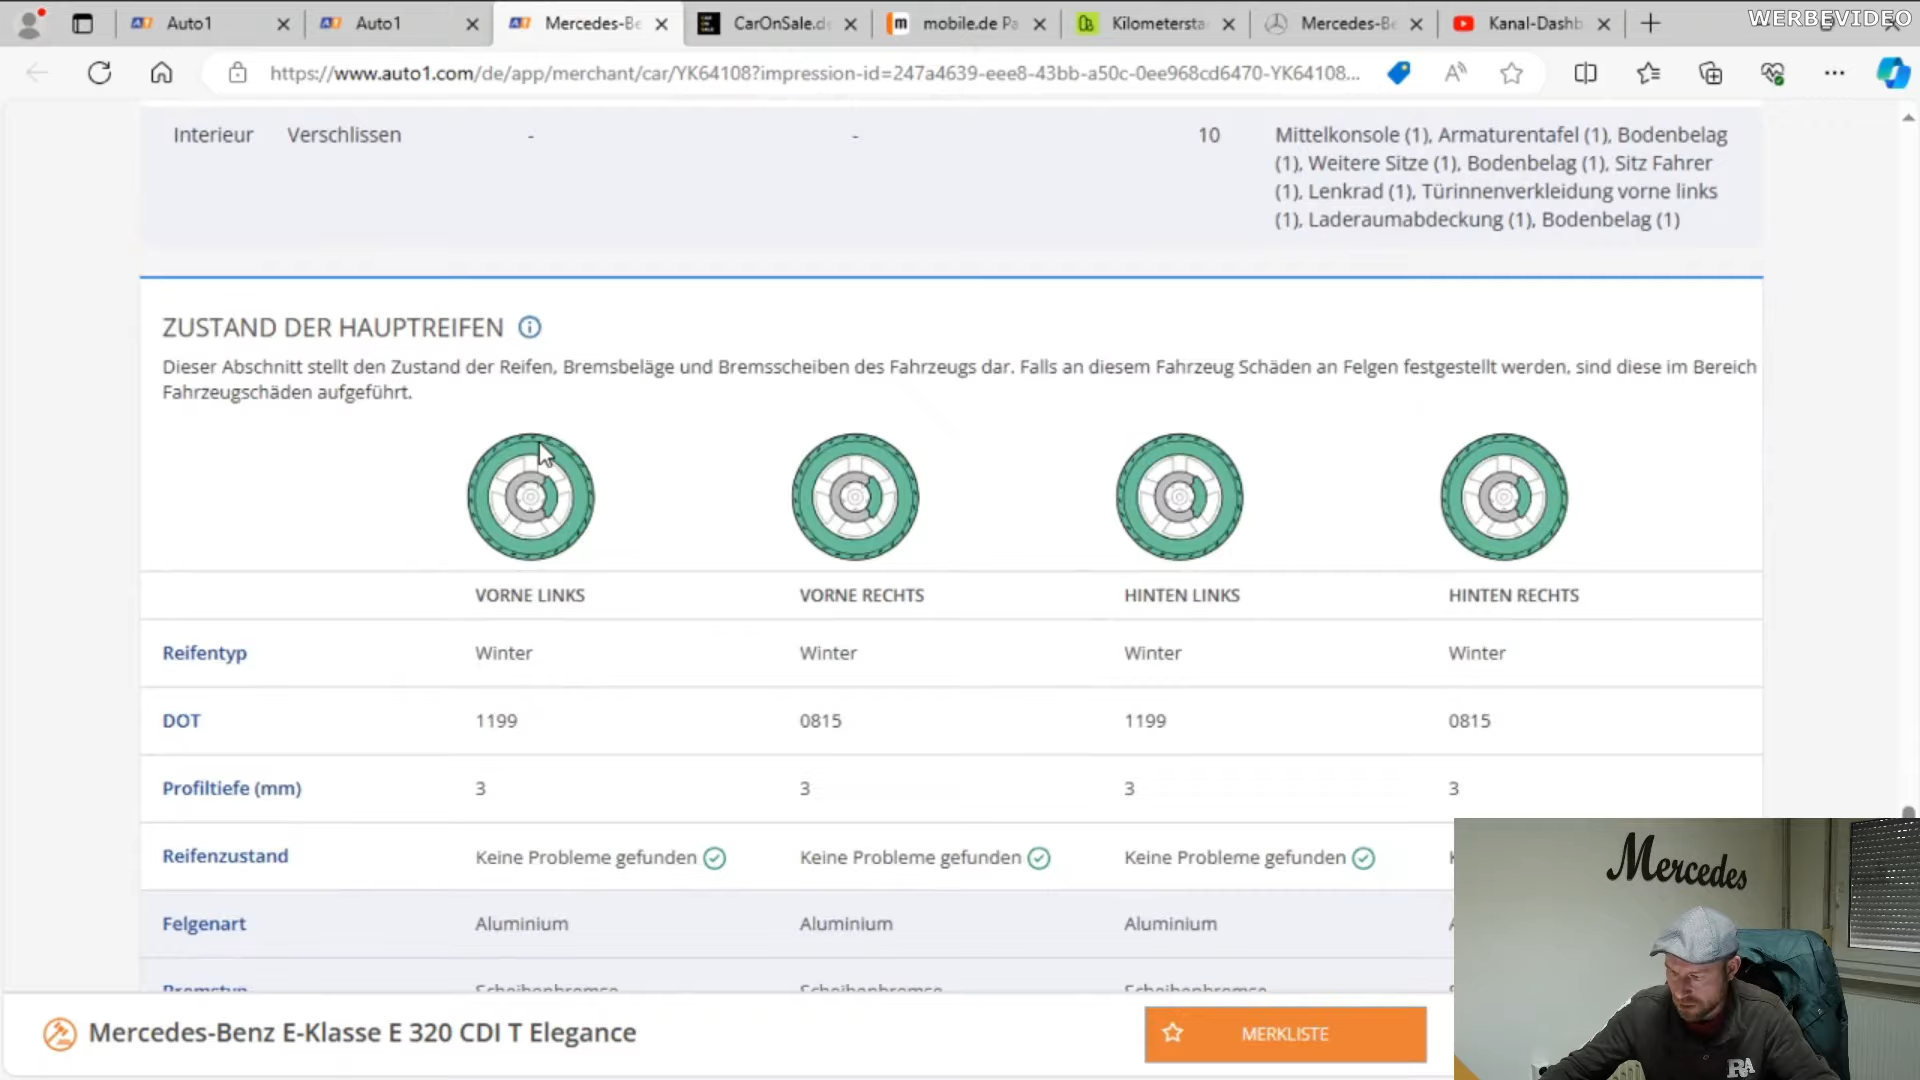 WERBEVIDEO
Auto1
Auto1
Mercedes-Be
CarOnSale.d
mobile.de Pa
Kilometersta
Mercedes-Be
Kanal-Dashb
https://www.auto1.com/de/app/merchant/car/YK64108?impression-id=247a4639-eee8-43bb-a50c-0ee968cd6470-YK64108...
Interieur Verschlissen - - 10 Mittelkonsole (1), Armaturentafel (1), Bodenbelag
(1), Weitere Sitze (1), Bodenbelag (1), Sitz Fahrer
(1), Lenkrad (1), Türinnenverkleidung vorne links
(1), Laderaumabdeckung (1), Bodenbelag (1)
ZUSTAND DER HAUPTREIFEN
Dieser Abschnitt stellt den Zustand der Reifen, Bremsbeläge und Bremsscheiben des Fahrzeugs dar. Falls an diesem Fahrzeug Schäden an Felgen festgestellt werden, sind diese im Bereich
Fahrzeugschäden aufgeführt.
VORNE LINKS VORNE RECHTS HINTEN LINKS HINTEN RECHTS
Reifentyp Winter Winter Winter Winter
DOT 1199 0815 1199 0815
Profiltiefe (mm) 3 3 3 3
Reifenzustand Keine Probleme gefunden Keine Probleme gefunden Keine Probleme gefunden
Felgenart Aluminium Aluminium Aluminium
Bremstyp Scheibenbremse Scheibenbremse Scheibenbremse
Mercedes-Benz E-Klasse E 320 CDI T Elegance
MERKLISTE
Mercedes
RA